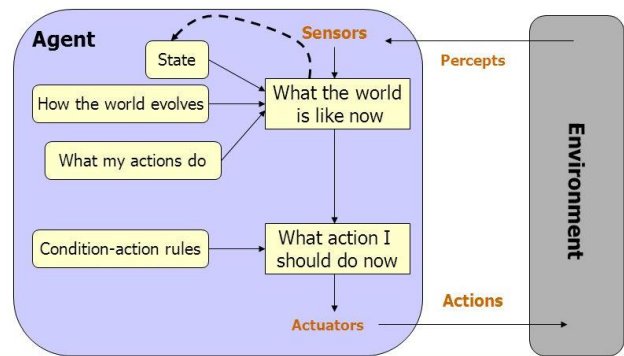 Agent
Sensors
State
Percepts
How the world evolves
What the world
is like now
What my actions do
Environment
Condition-action rules
What action I
should do now
Actions
Actuators